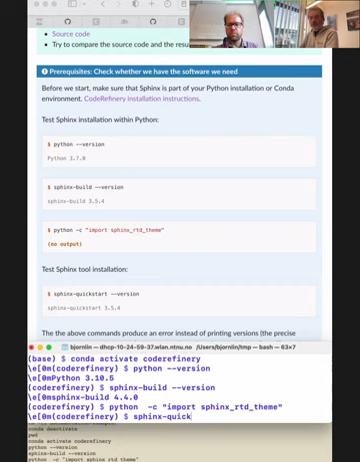 Source code
Try to compare the source code and the resu
Prerequisites: Check whether we have the software we need
Before we start, make sure that Sphinx is part of your Python installation or Conda
environment. CodeRefinery installation instructions.
Test Sphinx installation within Python:
$ python --version
Python 3.7.0
$ sphinx-build --version
sphinx-build 3.5.4
$ python -c "import sphinx_rtd_theme"
(no output)
Test Sphinx tool installation:
$ sphinx-quickstart --version
sphinx-quickstart 3.5.4
The the above commands produce an error instead of printing versions (the precise
bjornlin — dhcp-10-24-59-37.wlan.ntnu.no /Users/bjornlin/tmp — bash — 63×7
(base) $ conda activate coderefinery
\e[0m(coderefinery) $ python --version
\e[0mPython 3.10.5
(coderefinery) $ sphinx-build --version
\e[0msphinx-build 4.4.0
(coderefinery) $ python  -c "import sphinx_rtd_theme"
\e[0m(coderefinery) $ sphinx-quick
conda deactivate
pwd
conda activate coderefinery
python --version
sphinx-build --version
python -c "import sphinx rtd theme"